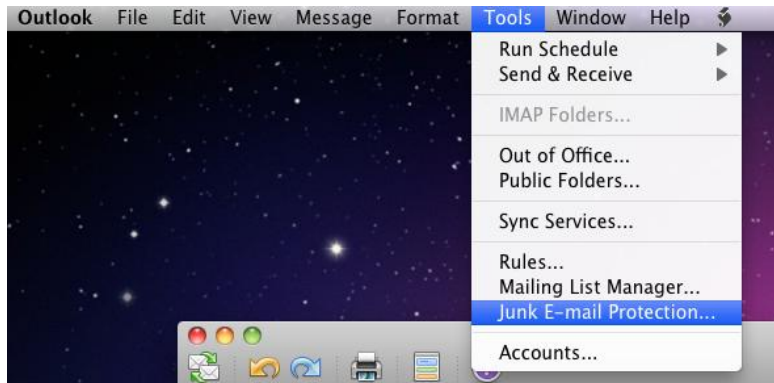 Outlook File Edit View Message Format Tools Window Help
Run Schedule
Send & Receive
IMAP Folders...
Out of Office...
Public Folders...
Sync Services...
Rules...
Mailing List Manager...
Junk E-mail Protection...
Accounts...